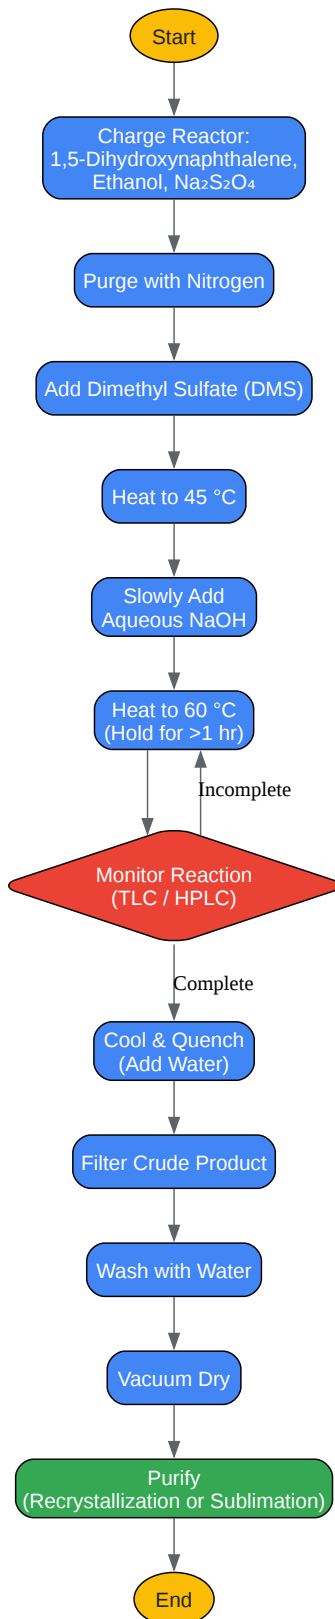 Start
Charge Reactor:
1,5-Dihydroxynaphthalene,
Ethanol, Na₂S₂O₄
Purge with Nitrogen
Add Dimethyl Sulfate (DMS)
Heat to 45 °C
Slowly Add
Aqueous NaOH
Heat to 60 °C
(Hold for >1 hr)
Incomplete
Monitor Reaction
(TLC / HPLC)
Complete
Cool & Quench
(Add Water)
Filter Crude Product
Wash with Water
Vacuum Dry
Purify
(Recrystallization or Sublimation)
End